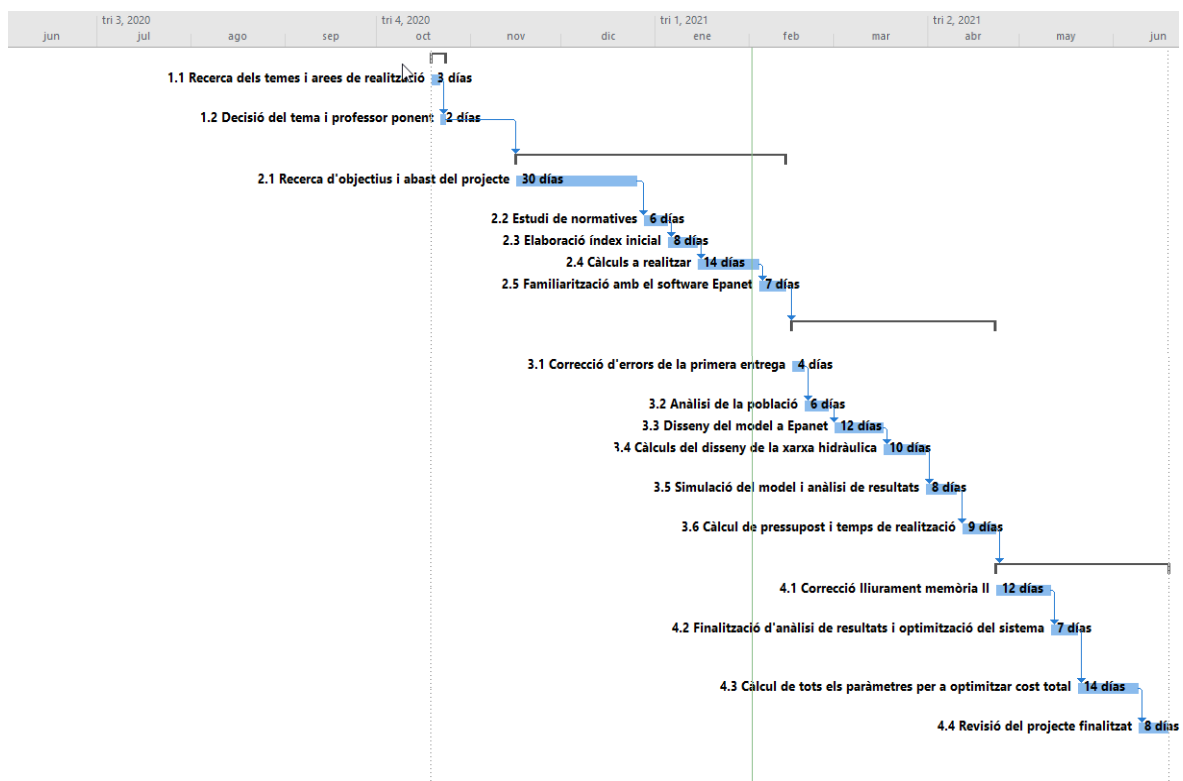 tri 3, 2020 tri 4, 2020 tri 1, 2021 tri 2, 2021
jun jul ago sep oct nov dic ene feb mar abr may jun
1.1 Recerca dels temes i arees de realització 3 días
1.2 Decisió del tema i professor ponent 2 días
2.1 Recerca d'objectius i abast del projecte 30 días
2.2 Estudi de normatives 6 días
2.3 Elaboració índex inicial 8 días
2.4 Càlculs a realitzar 14 días
2.5 Familiarització amb el software Epanet 7 días
3.1 Correcció d'errors de la primera entrega 4 días
3.2 Anàlisi de la població 6 días
3.3 Disseny del model a Epanet 12 días
3.4 Càlculs del disseny de la xarxa hidràulica 10 días
3.5 Simulació del model i anàlisi de resultats 8 días
3.6 Càlcul de pressupost i temps de realització 9 días
4.1 Correcció lliurament memòria II 12 días
4.2 Finalització d'anàlisi de resultats i optimització del sistema 7 días
4.3 Càlcul de tots els paràmetres per a optimitzar cost total 14 días
4.4 Revisió del projecte finalitzat 8 días